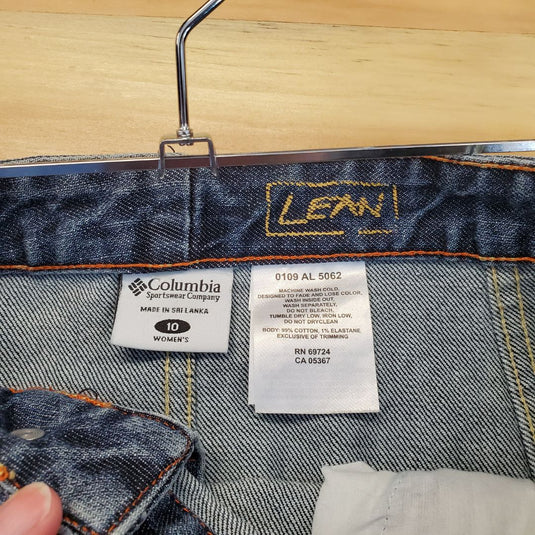 LEAN
Columbia
Sportswear Company
MADE IN SRI LANKA
10
WOMEN'S
0109 AL 5062
MACHINE WASH COLD,
DESIGNED TO FADE AND LOSE COLOR,
WASH INSIDE OUT,
WASH SEPARATELY,
DO NOT BLEACH,
TUMBLE DRY LOW, IRON LOW,
DO NOT DRYCLEAN
BODY: 99% COTTON, 1% ELASTANE
EXCLUSIVE OF TRIMMING
RN 69724
CA 05367